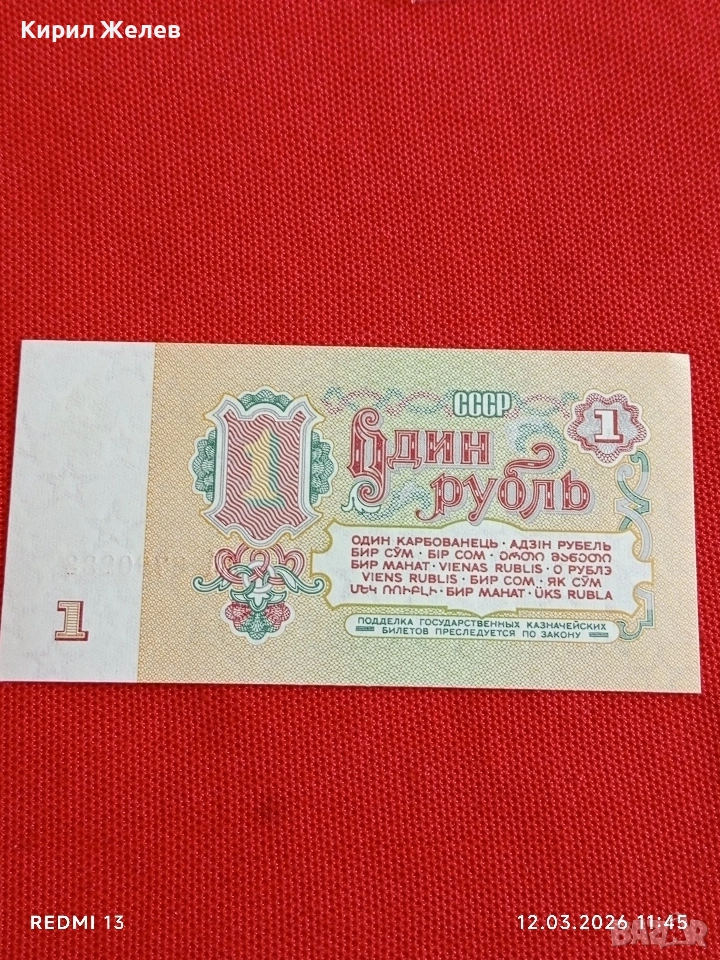 Кирил Желев
СССР
1
1
Один
рубль
ОДИН КАРБОВАНЕЦЬ · АДЗІН РУБЕЛЬ
БИР СЎМ · БІР СОМ · ერთი მანეთი
БИР МАНАТ · VIENAS RUBLIS · О РУБЛЭ
VIENS RUBLIS · БИР СОМ · ЯК СЎМ
ՄԵԿ ՌՈՒԲԼԻ · БИР МАНАТ · ÜKS RUBLA
1
ПОДДЕЛКА ГОСУДАРСТВЕННЫХ КАЗНАЧЕЙСКИХ
БИЛЕТОВ ПРЕСЛЕДУЕТСЯ ПО ЗАКОНУ
REDMI 13
12.03.2026 11:45
BAZAR